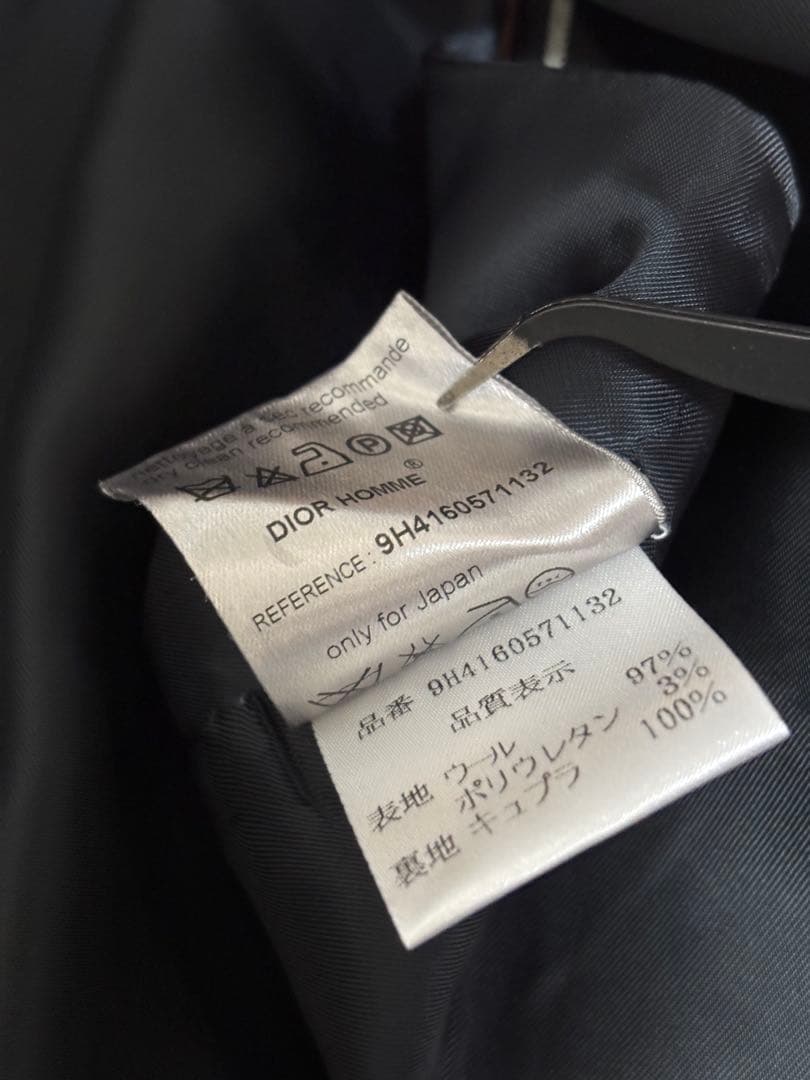 nettoyage à sec recommandé
dry clean recommended
P
DIOR HOMME®
REFERENCE : 9H4160571132
only for Japan
品番 9H4160571132
品質表示
表地 ウール 97%
ポリウレタン 3%
裏地 キュプラ 100%